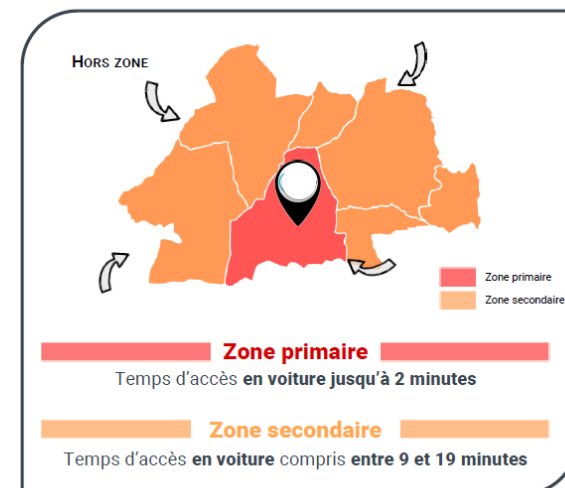 HORS ZONE
Zone primaire
Zone secondaire
Zone primaire
Temps d'accès en voiture jusqu'à 2 minutes
Zone secondaire
Temps d'accès en voiture compris entre 9 et 19 minutes